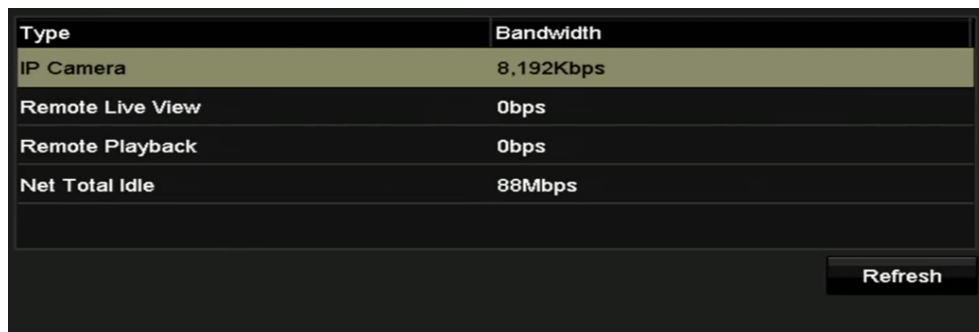 Type Bandwidth
IP Camera 8,192Kbps
Remote Live View 0bps
Remote Playback 0bps
Net Total Idle 88Mbps
Refresh